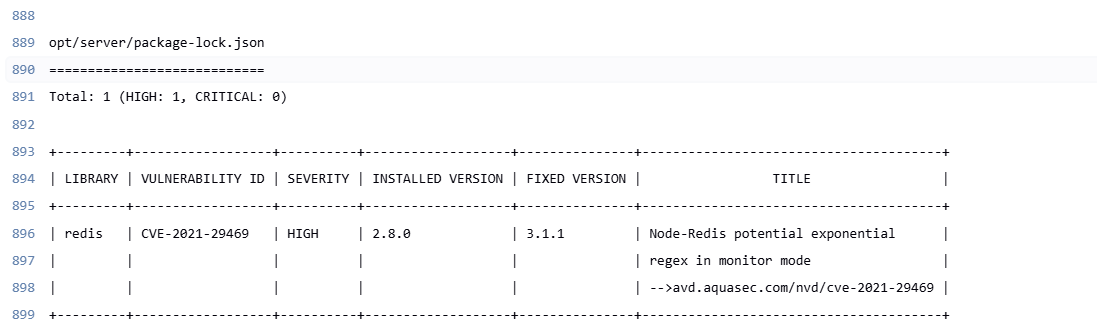 888
889 opt/server/package-lock.json
890 ============================
891 Total: 1 (HIGH: 1, CRITICAL: 0)
892
893 +---------+------------------+----------+-------------------+---------------+---------------------------------------+
894 | LIBRARY | VULNERABILITY ID | SEVERITY | INSTALLED VERSION | FIXED VERSION |                 TITLE                 |
895 +---------+------------------+----------+-------------------+---------------+---------------------------------------+
896 | redis   | CVE-2021-29469   | HIGH     | 2.8.0             | 3.1.1         | Node-Redis potential exponential      |
897 |         |                  |          |                   |               | regex in monitor mode                 |
898 |         |                  |          |                   |               | -->avd.aquasec.com/nvd/cve-2021-29469 |
899 +---------+------------------+----------+-------------------+---------------+---------------------------------------+